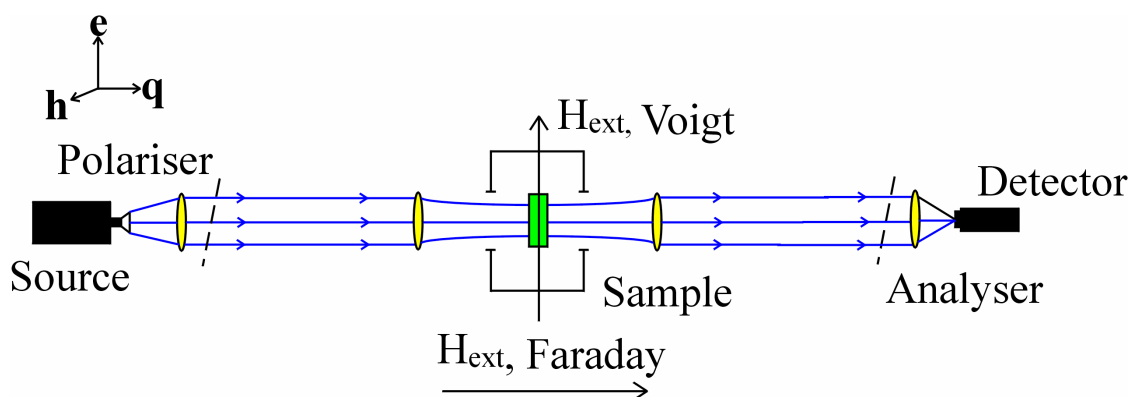 e
h
q
H_ext, Voigt
Polariser
Detector
Source
Sample
Analyser
H_ext, Faraday